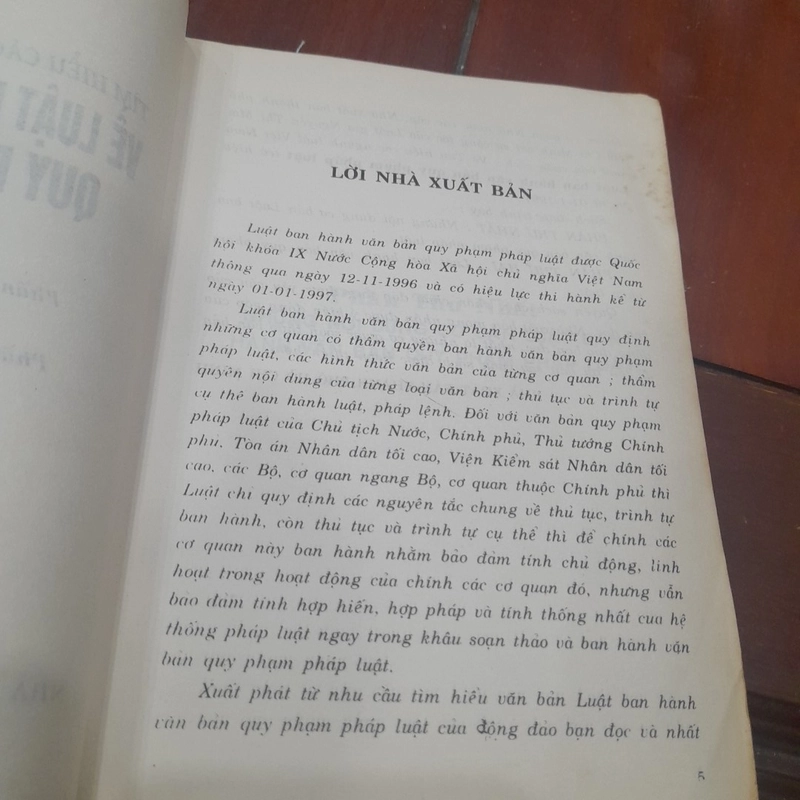 TÌM HIỂU CÁC
VỀ LUẬT
QUY
Phần
Phần
NHÀ
LỜI NHÀ XUẤT BẢN
Luật ban hành văn bản quy phạm pháp luật được Quốc
hội khóa IX Nước Cộng hòa Xã hội chủ nghĩa Việt Nam
thông qua ngày 12-11-1996 và có hiệu lực thi hành kể từ
ngày 01-01-1997.
Luật ban hành văn bản quy phạm pháp luật quy định
những cơ quan có thẩm quyền ban hành văn bản quy phạm
pháp luật, các hình thức văn bản của từng cơ quan ; thẩm
quyền nội dung của từng loại văn bản ; thủ tục và trình tự
cụ thể ban hành luật, pháp lệnh. Đối với văn bản quy phạm
pháp luật của Chủ tịch Nước, Chính phủ, Thủ tướng Chính
phủ, Tòa án Nhân dân tối cao, Viện Kiểm sát Nhân dân tối
cao, các Bộ, cơ quan ngang Bộ, cơ quan thuộc Chính phủ thì
Luật chỉ quy định các nguyên tắc chung về thủ tục, trình tự
ban hành, còn thủ tục và trình tự cụ thể thì để chính các
cơ quan này ban hành nhằm bảo đảm tính chủ động, linh
hoạt trong hoạt động của chính các cơ quan đó, nhưng vẫn
bảo đảm tính hợp hiến, hợp pháp và tính thống nhất của hệ
thống pháp luật ngay trong khâu soạn thảo và ban hành văn
bản quy phạm pháp luật.
Xuất phát từ nhu cầu tìm hiểu văn bản Luật ban hành
văn bản quy phạm pháp luật của động đảo bạn đọc và nhất
5